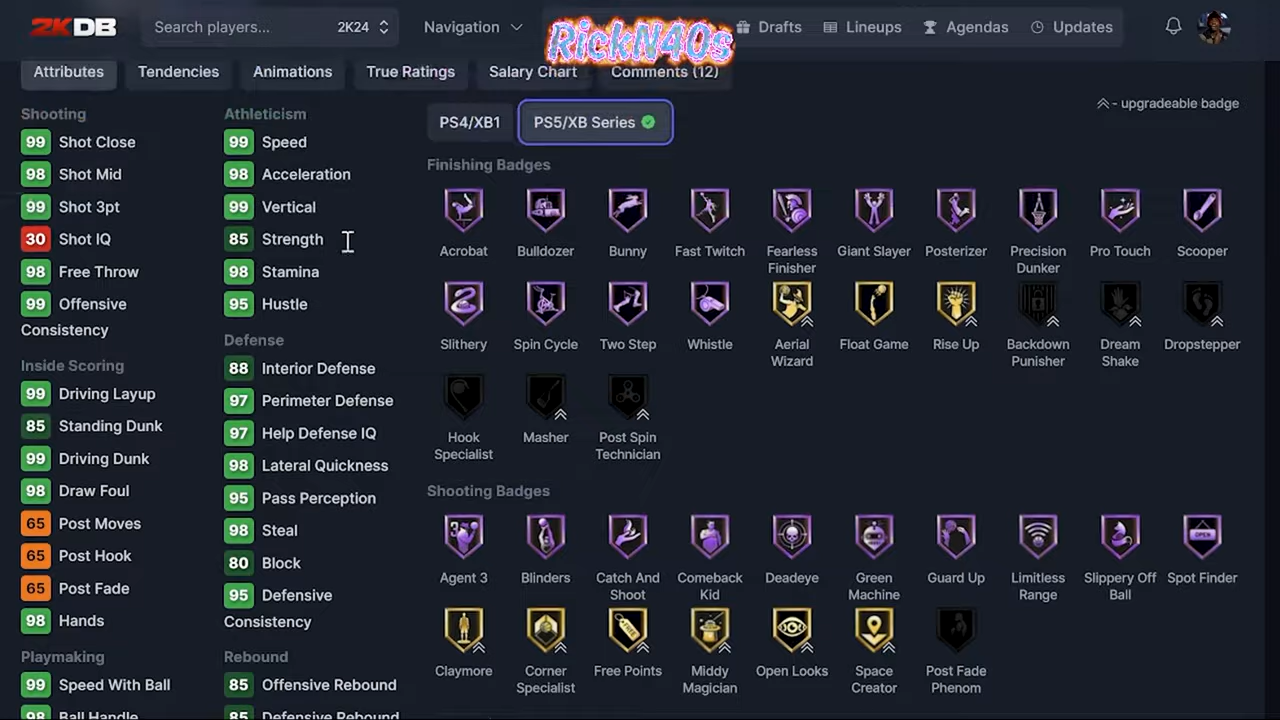 2KDB
Search players...
2K24
Navigation
RickN40s
Drafts
Lineups
Agendas
Updates
Attributes
Tendencies
Animations
True Ratings
Salary Chart
Comments (12)
- upgradeable badge
PS4/XB1
PS5/XB Series
Shooting
99 Shot Close
98 Shot Mid
99 Shot 3pt
30 Shot IQ
98 Free Throw
99 Offensive
Consistency
Inside Scoring
99 Driving Layup
85 Standing Dunk
99 Driving Dunk
98 Draw Foul
65 Post Moves
65 Post Hook
65 Post Fade
98 Hands
Playmaking
99 Speed With Ball
98 Ball Handle
Athleticism
99 Speed
98 Acceleration
99 Vertical
85 Strength
98 Stamina
95 Hustle
Defense
88 Interior Defense
97 Perimeter Defense
97 Help Defense IQ
98 Lateral Quickness
95 Pass Perception
98 Steal
80 Block
95 Defensive
Consistency
Rebound
85 Offensive Rebound
85 Defensive Rebound
Finishing Badges
Acrobat
Bulldozer
Bunny
Fast Twitch
Fearless
Finisher
Giant Slayer
Posterizer
Precision
Dunker
Pro Touch
Scooper
Slithery
Spin Cycle
Two Step
Whistle
Aerial
Wizard
Float Game
Rise Up
Backdown
Punisher
Dream
Shake
Dropstepper
Hook
Specialist
Masher
Post Spin
Technician
Shooting Badges
3
Agent 3
Blinders
Catch And
Shoot
Comeback
Kid
Deadeye
Green
Machine
Guard Up
Limitless
Range
Slippery Off
Ball
OPEN
Spot Finder
Claymore
Corner
Specialist
FREE
Free Points
Middy
Magician
Open Looks
Space
Creator
Post Fade
Phenom